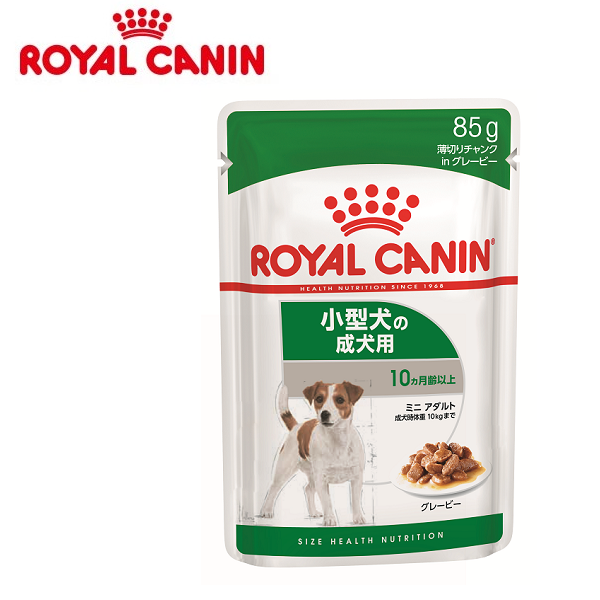 ROYAL CANIN
85g
薄切りチャンク
in グレービー
ROYAL CANIN®
HEALTH NUTRITION SINCE 1968
小型犬の
成犬用
10ヵ月齢以上
ミニ アダルト
成犬時体重 10kgまで
グレービー
SIZE HEALTH NUTRITION